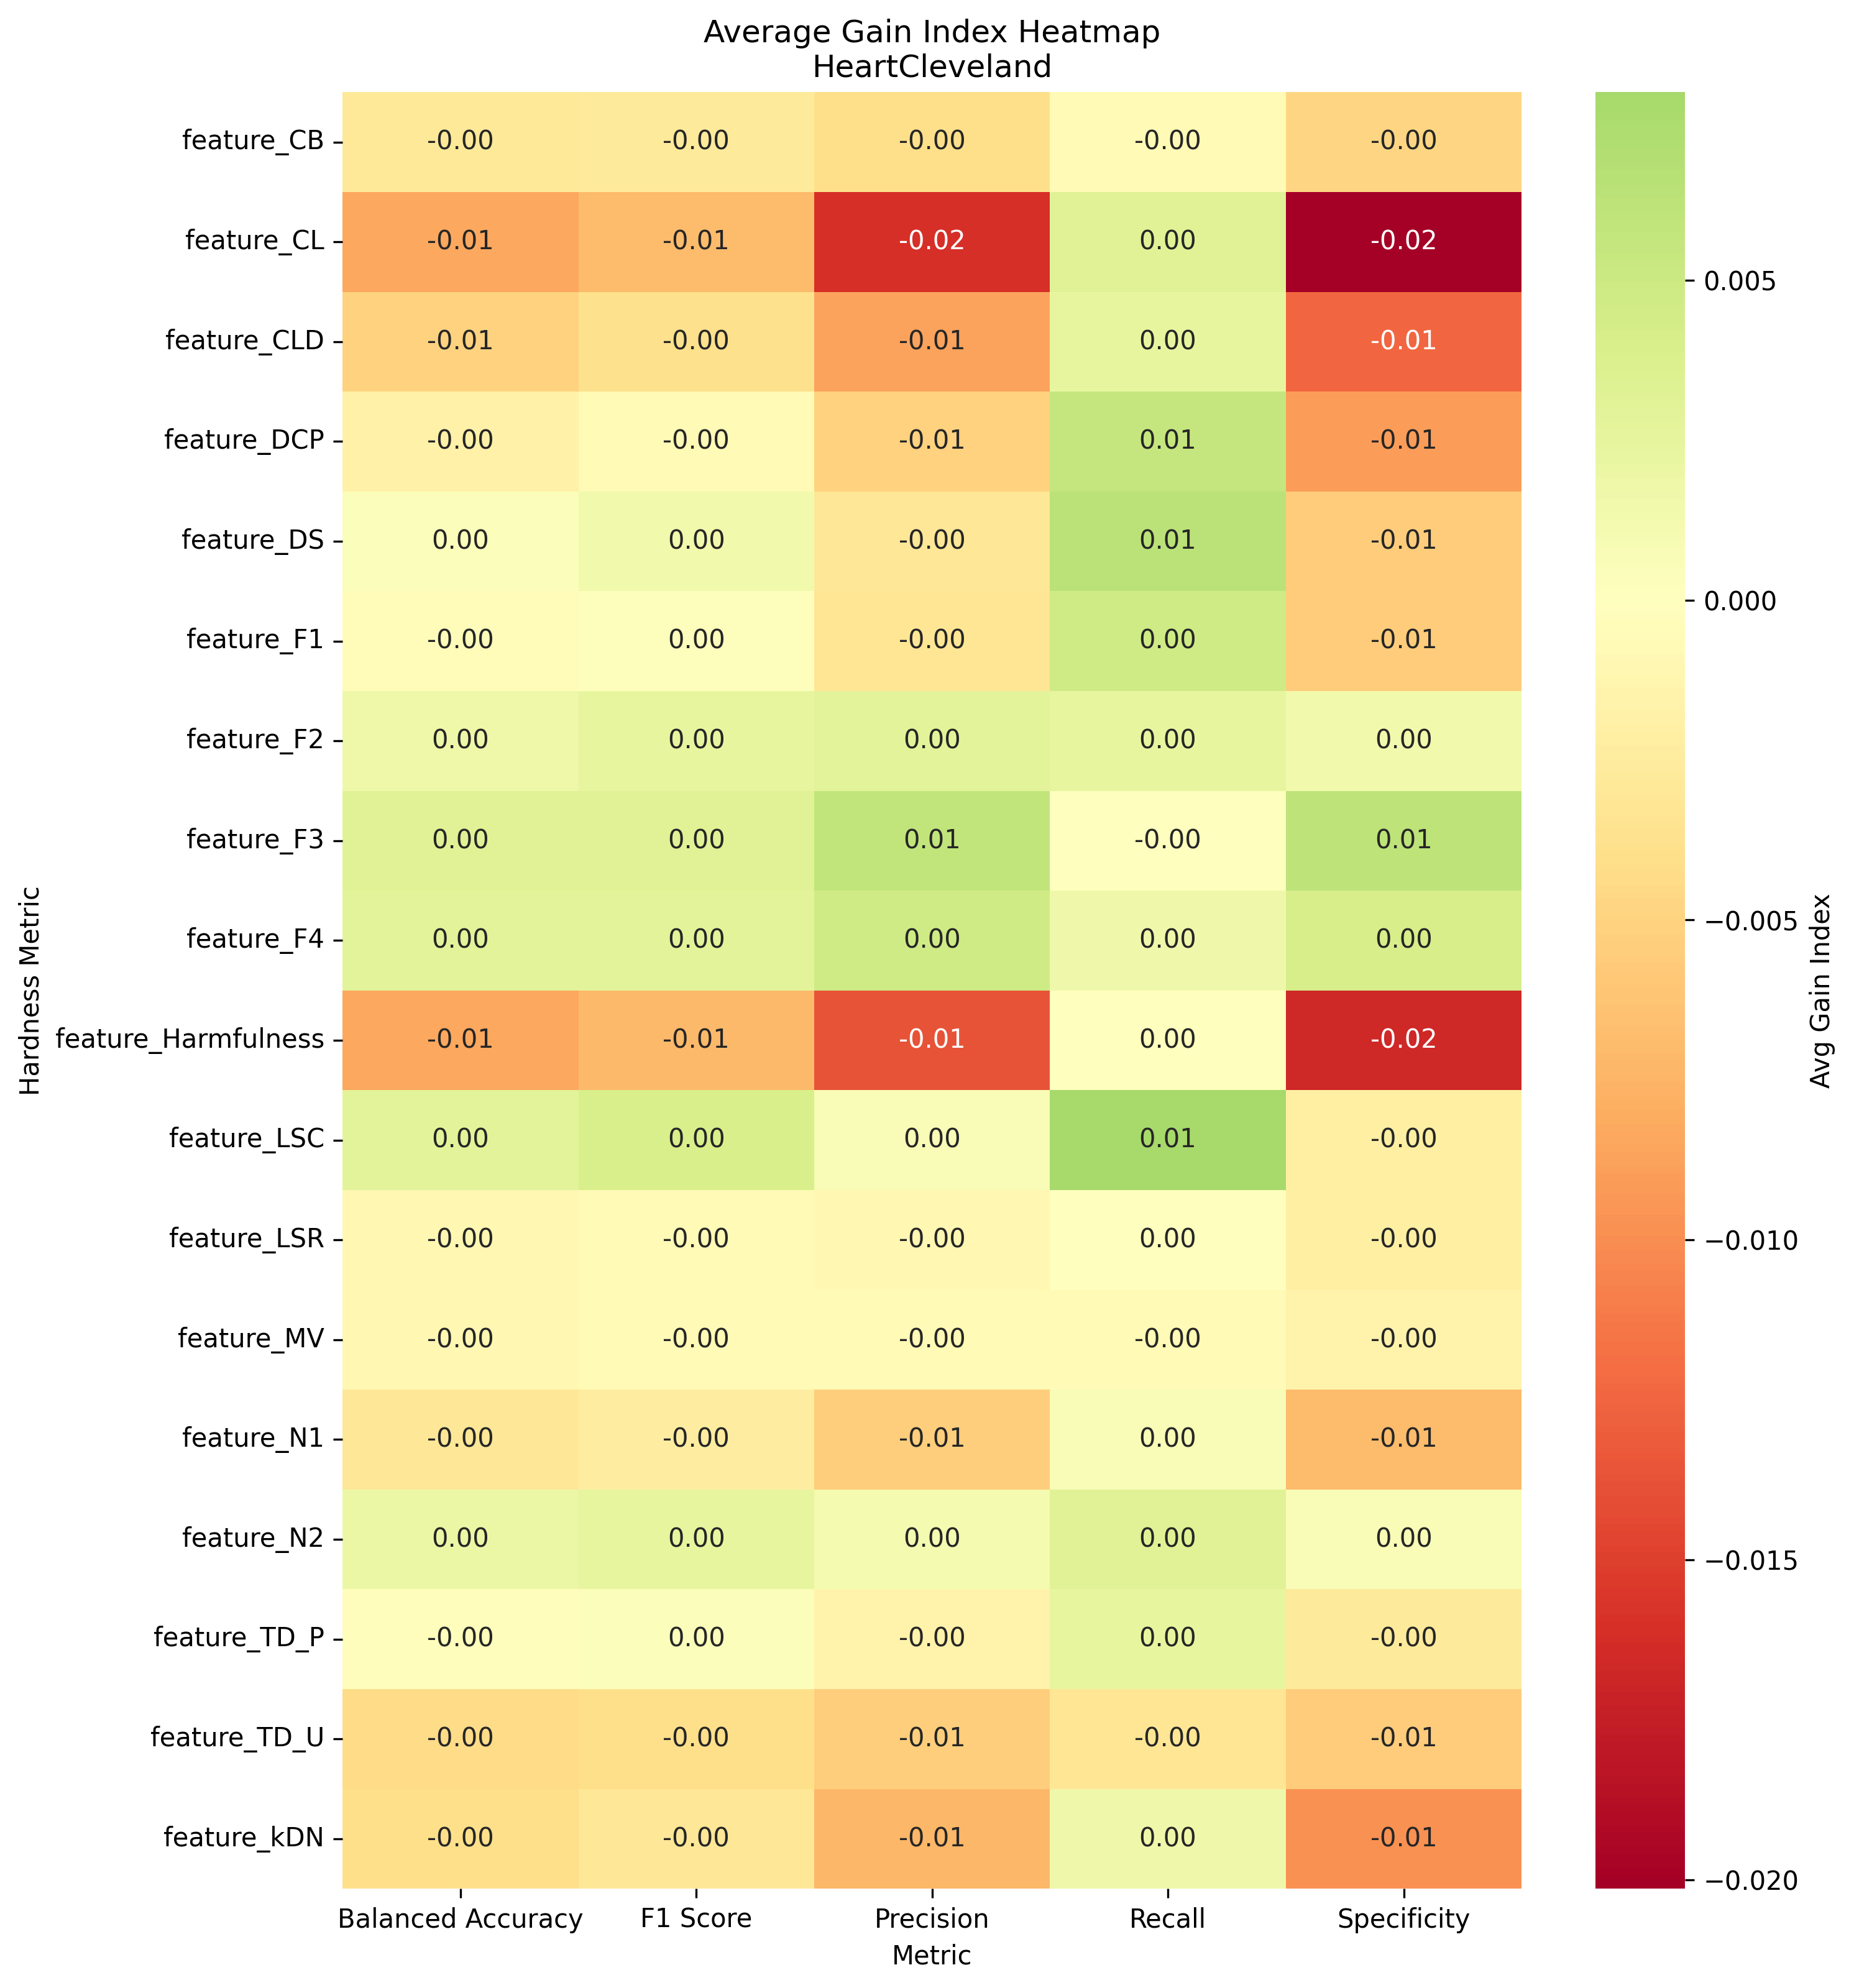 Average Gain Index Heatmap
HeartCleveland
Hardness Metric
feature_CB -0.00 -0.00 -0.00 -0.00 -0.00
feature_CL -0.01 -0.01 -0.02 0.00 -0.02
feature_CLD -0.01 -0.00 -0.01 0.00 -0.01
feature_DCP -0.00 -0.00 -0.01 0.01 -0.01
feature_DS 0.00 0.00 -0.00 0.01 -0.01
feature_F1 -0.00 0.00 -0.00 0.00 -0.01
feature_F2 0.00 0.00 0.00 0.00 0.00
feature_F3 0.00 0.00 0.01 -0.00 0.01
feature_F4 0.00 0.00 0.00 0.00 0.00
feature_Harmfulness -0.01 -0.01 -0.01 0.00 -0.02
feature_LSC 0.00 0.00 0.00 0.01 -0.00
feature_LSR -0.00 -0.00 -0.00 0.00 -0.00
feature_MV -0.00 -0.00 -0.00 -0.00 -0.00
feature_N1 -0.00 -0.00 -0.01 0.00 -0.01
feature_N2 0.00 0.00 0.00 0.00 0.00
feature_TD_P -0.00 0.00 -0.00 0.00 -0.00
feature_TD_U -0.00 -0.00 -0.01 -0.00 -0.01
feature_kDN -0.00 -0.00 -0.01 0.00 -0.01
Balanced Accuracy F1 Score Precision Recall Specificity
Metric
0.005
0.000
−0.005
−0.010
−0.015
−0.020
Avg Gain Index